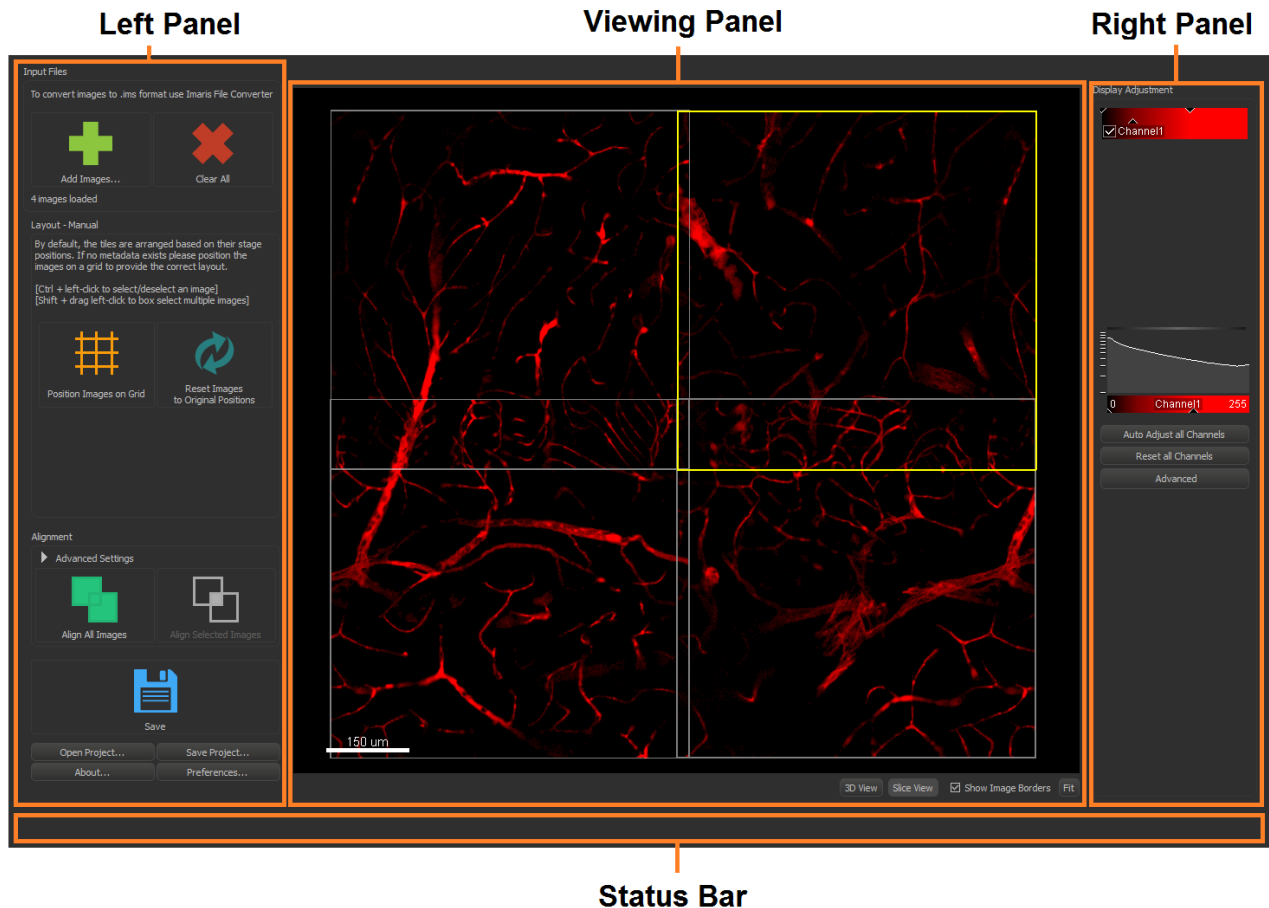 Left Panel
Viewing Panel
Right Panel
Input Files
To convert images to .ims format use Imaris File Converter
Add Images...
Clear All
4 images loaded
Layout - Manual
By default, the tiles are arranged based on their stage
positions. If no metadata exists please position the
images on a grid to provide the correct layout.
[Ctrl + left-click to select/deselect an image]
[Shift + drag left-click to box select multiple images]
Position Images on Grid
Reset Images
to Original Positions
Alignment
Advanced Settings
Align All Images
Align Selected Images
Save
Open Project...
Save Project...
About...
Preferences...
150 um
3D View
Slice View
Show Image Borders
Fit
Display Adjustment
Channel1
0
Channel1
255
Auto Adjust all Channels
Reset all Channels
Advanced
Status Bar